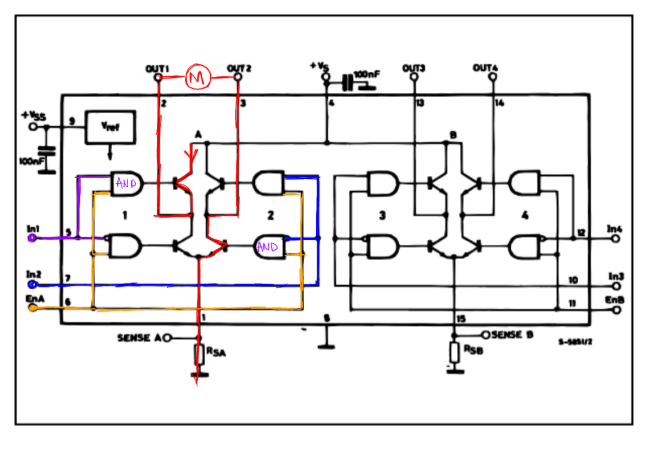 OUT1 M OUT2 +Vs 100nF OUT3 OUT4
2 3 4 13 14
+VSS 9 Vref A B
100nF
AND
1 2 3 4
In1 5 AND 12 In4
In2 7 10 In3
EnA 6 11 EnB
1 8 15
SENSE A SENSE B
RSA RSB S-5851/2